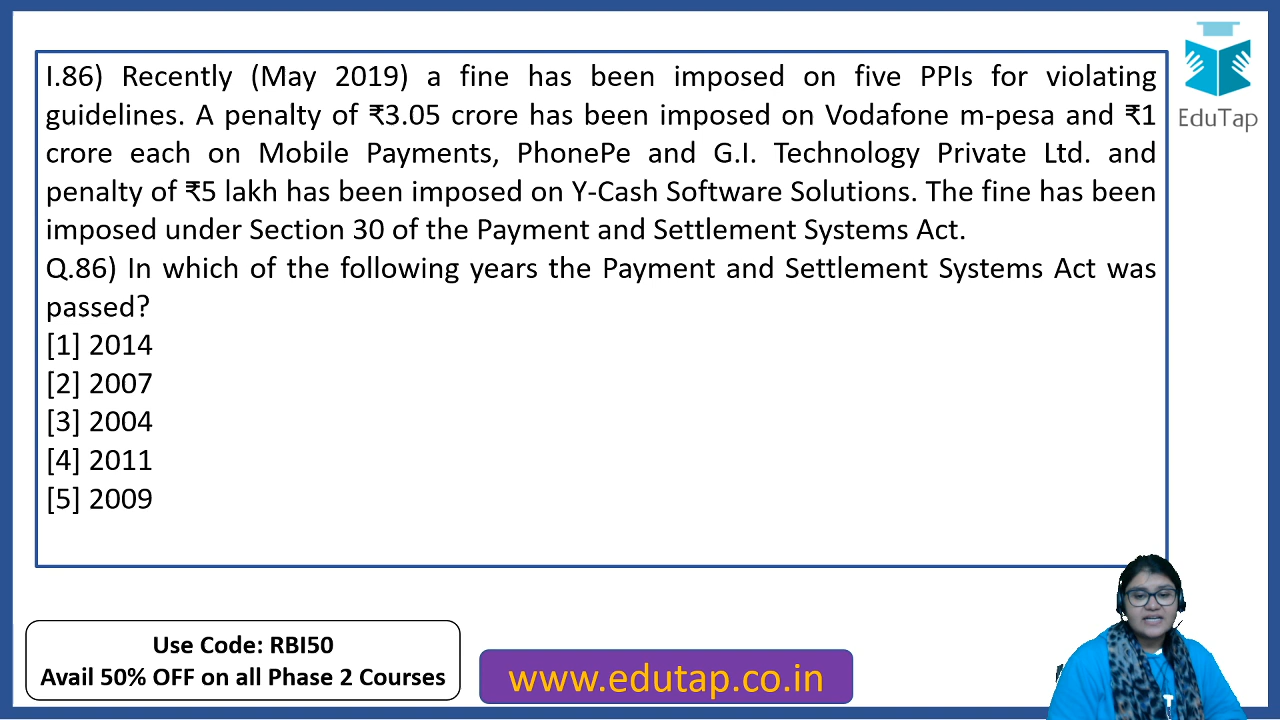 I.86) Recently (May 2019) a fine has been imposed on five PPIs for violating
guidelines. A penalty of ₹3.05 crore has been imposed on Vodafone m-pesa and ₹1
crore each on Mobile Payments, PhonePe and G.I. Technology Private Ltd. and
penalty of ₹5 lakh has been imposed on Y-Cash Software Solutions. The fine has been
imposed under Section 30 of the Payment and Settlement Systems Act.
Q.86) In which of the following years the Payment and Settlement Systems Act was
passed?
[1] 2014
[2] 2007
[3] 2004
[4] 2011
[5] 2009
EduTap
Use Code: RBI50
Avail 50% OFF on all Phase 2 Courses
www.edutap.co.in